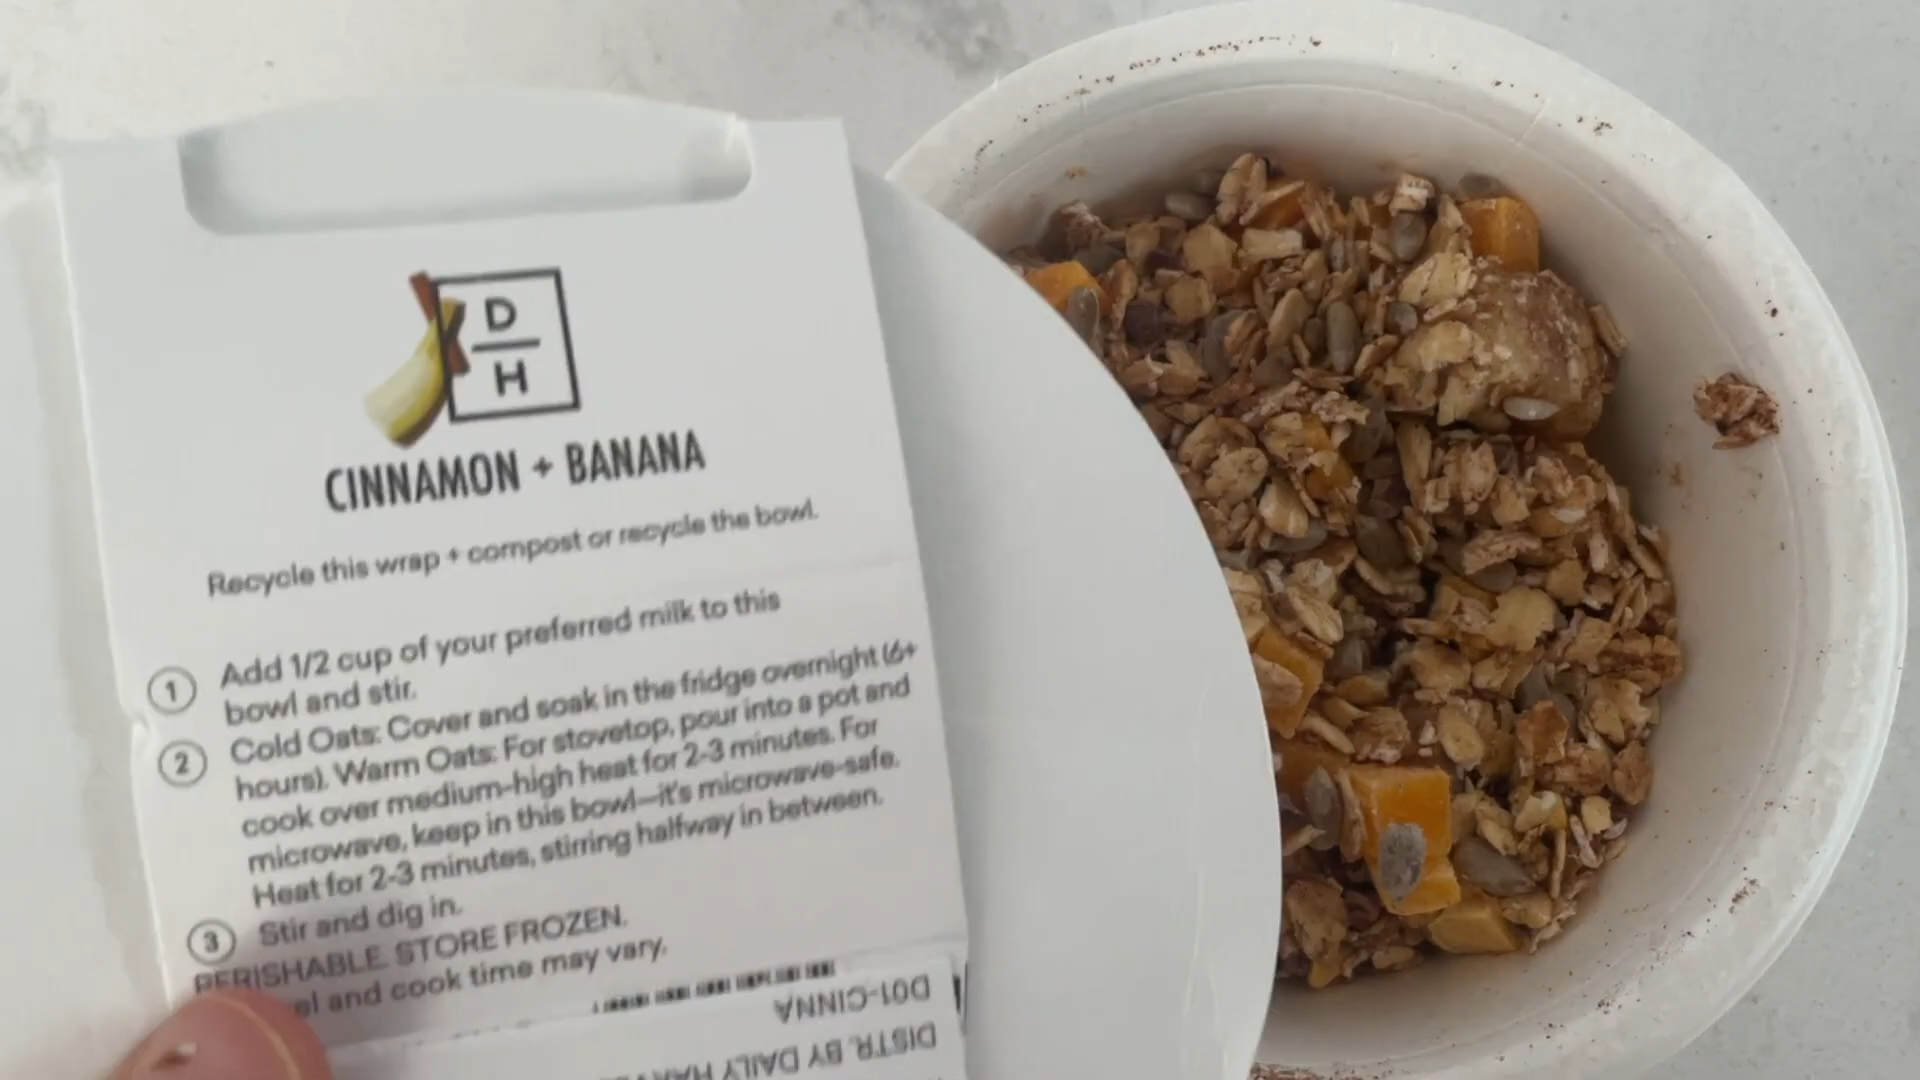 D
H
CINNAMON + BANANA
Recycle this wrap + compost or recycle the bowl.
1 Add 1/2 cup of your preferred milk to this
bowl and stir.
2 Cold Oats: Cover and soak in the fridge overnight (6+
hours). Warm Oats: For stovetop, pour into a pot and
cook over medium-high heat for 2-3 minutes. For
microwave, keep in this bowl—it's microwave-safe.
Heat for 2-3 minutes, stirring halfway in between.
3 Stir and dig in.
PERISHABLE. STORE FROZEN.
and cook time may vary.
D01-CINNA
DISTR. BY DAILY